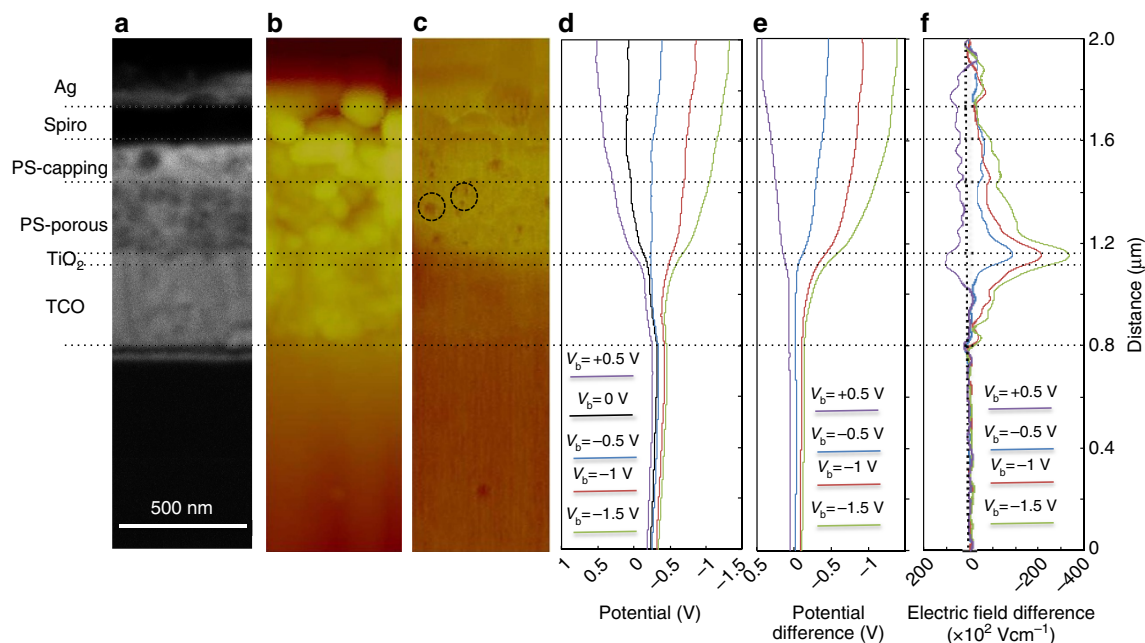 a
b
c
d
e
f
Ag
Spiro
PS-capping
PS-porous
TiO2
TCO
500 nm
Vb=+0.5 V
Vb=0 V
Vb=−0.5 V
Vb=−1 V
Vb=−1.5 V
1
0.5
0
−0.5
−1
−1.5
Potential (V)
Vb=+0.5 V
Vb=−0.5 V
Vb=−1 V
Vb=−1.5 V
0.5
0
−0.5
−1
Potential
difference (V)
Vb=+0.5 V
Vb=−0.5 V
Vb=−1 V
Vb=−1.5 V
200
0
−200
−400
Electric field difference
(×10² Vcm⁻¹)
2.0
1.6
1.2
0.8
0.4
0
Distance (μm)